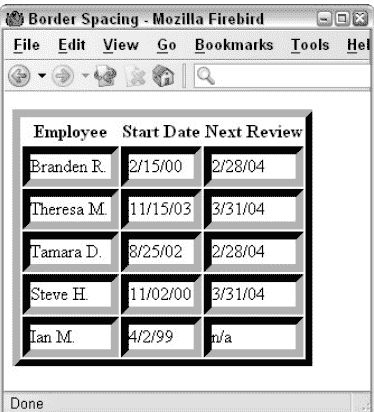 Border Spacing - Mozilla Firebird
File Edit View Go Bookmarks Tools Hel
Employee Start Date Next Review
Branden R. 2/15/00 2/28/04
Theresa M. 11/15/03 3/31/04
Tamara D. 8/25/02 2/28/04
Steve H. 11/02/00 3/31/04
Ian M. 4/2/99 n/a
Done